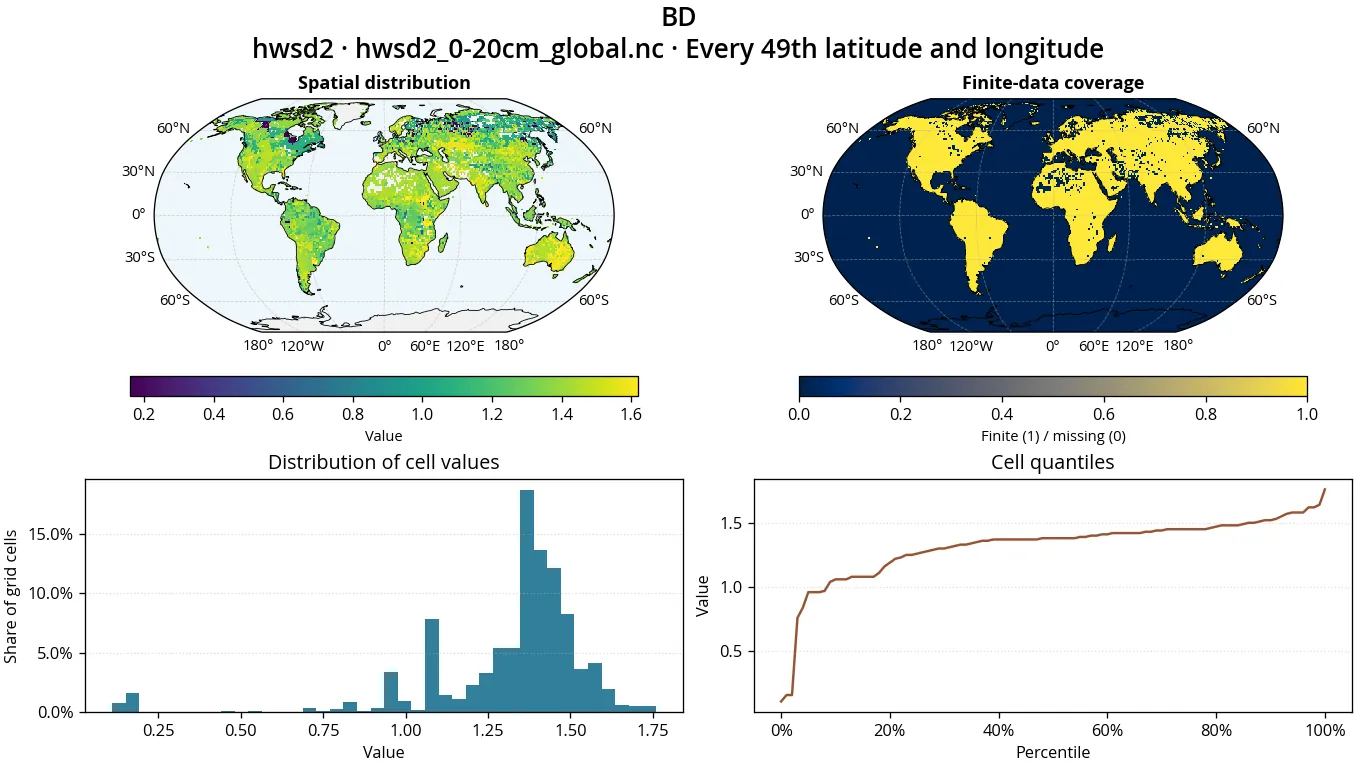 BD
hwsd2 · hwsd2_0-20cm_global.nc · Every 49th latitude and longitude
Spatial distribution
60°N 60°N
30°N
0°
30°S
60°S 60°S
180° 120°W 0° 60°E 120°E 180°
0.2 0.4 0.6 0.8 1.0 1.2 1.4 1.6
Value
Finite-data coverage
60°N 60°N
30°N
0°
30°S
60°S 60°S
180° 120°W 0° 60°E 120°E 180°
0.0 0.2 0.4 0.6 0.8 1.0
Finite (1) / missing (0)
Distribution of cell values
Share of grid cells
15.0%
10.0%
5.0%
0.0%
0.25 0.50 0.75 1.00 1.25 1.50 1.75
Value
Cell quantiles
Value
1.5
1.0
0.5
0% 20% 40% 60% 80% 100%
Percentile